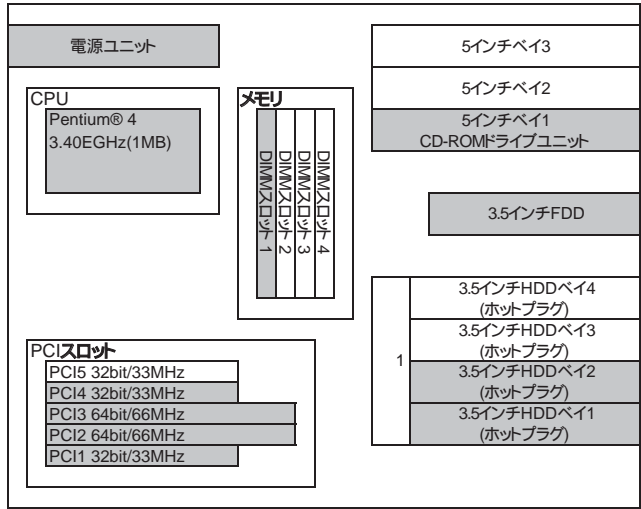 電源ユニット
CPU
Pentium® 4
3.40EGHz(1MB)
メモリ
DIMMスロット 1
DIMMスロット 2
DIMMスロット 3
DIMMスロット 4
5インチベイ3
5インチベイ2
5インチベイ1
CD-ROMドライブユニット
3.5インチFDD
1
3.5インチHDDベイ4
(ホットプラグ)
3.5インチHDDベイ3
(ホットプラグ)
3.5インチHDDベイ2
(ホットプラグ)
3.5インチHDDベイ1
(ホットプラグ)
PCIスロット
PCI5 32bit/33MHz
PCI4 32bit/33MHz
PCI3 64bit/66MHz
PCI2 64bit/66MHz
PCI1 32bit/33MHz